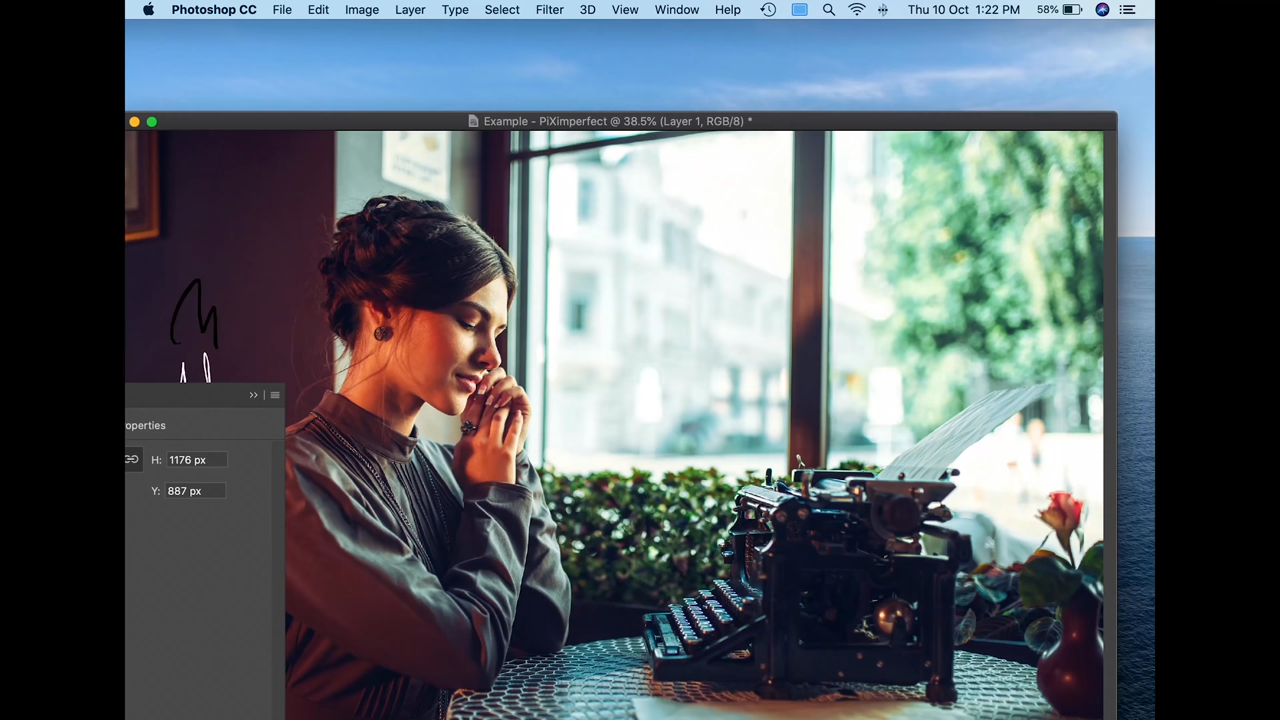 Photoshop CC File Edit Image Layer Type Select Filter 3D View Window Help Thu 10 Oct 1:22 PM 58%
Example - PiXimperfect @ 38.5% (Layer 1, RGB/8) *
operties
H: 1176 px
Y: 887 px